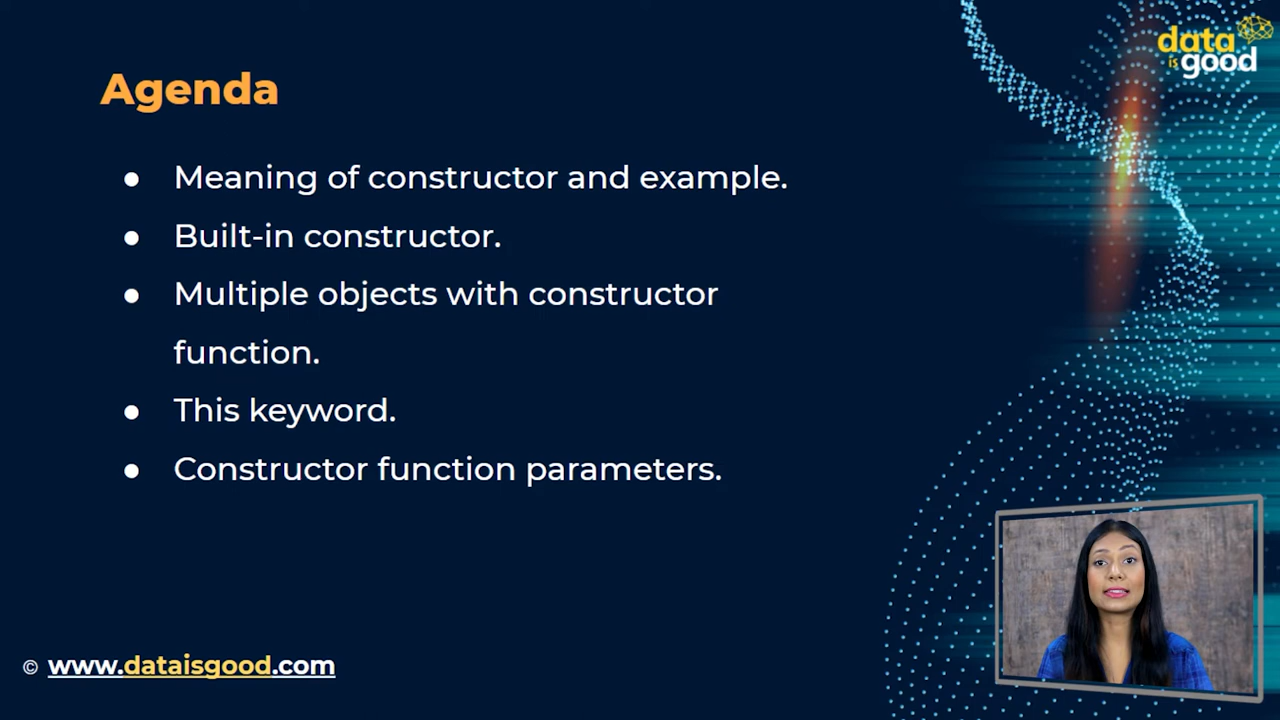 data
is good
Agenda
● Meaning of constructor and example.
● Built-in constructor.
● Multiple objects with constructor
function.
● This keyword.
● Constructor function parameters.
© www.dataisgood.com